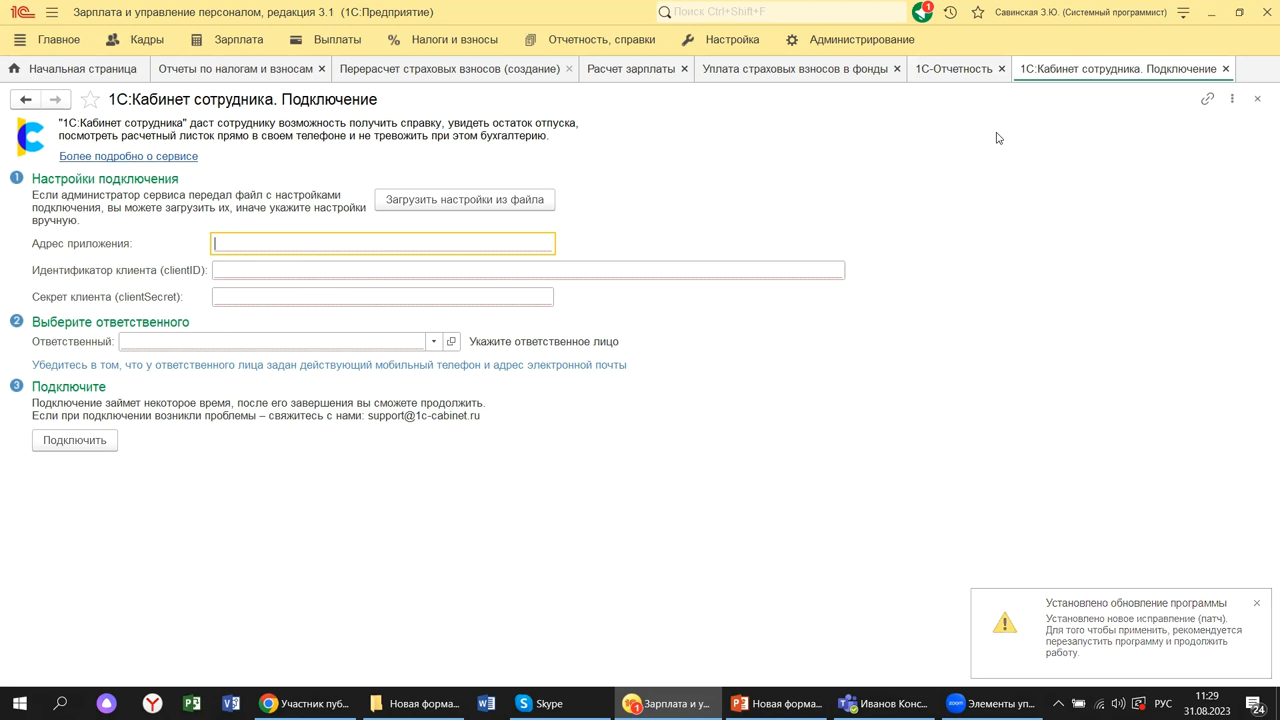 Зарплата и управление персоналом, редакция 3.1 (1С:Предприятие)
Поиск Ctrl+Shift+F
1
Савинская З.Ю. (Системный программист)
Главное Кадры Зарплата Выплаты Налоги и взносы Отчетность, справки Настройка Администрирование
Начальная страница Отчеты по налогам и взносам Перерасчет страховых взносов (создание) Расчет зарплаты Уплата страховых взносов в фонды 1С-Отчетность 1С:Кабинет сотрудника. Подключение
1С:Кабинет сотрудника. Подключение
"1С:Кабинет сотрудника" даст сотруднику возможность получить справку, увидеть остаток отпуска,
посмотреть расчетный листок прямо в своем телефоне и не тревожить при этом бухгалтерию.
Более подробно о сервисе
1 Настройки подключения
Если администратор сервиса передал файл с настройками
подключения, вы можете загрузить их, иначе укажите настройки
вручную.
Загрузить настройки из файла
Адрес приложения:
Идентификатор клиента (clientID):
Секрет клиента (clientSecret):
2 Выберите ответственного
Ответственный: Укажите ответственное лицо
Убедитесь в том, что у ответственного лица задан действующий мобильный телефон и адрес электронной почты
3 Подключите
Подключение займет некоторое время, после его завершения вы сможете продолжить.
Если при подключении возникли проблемы – свяжитесь с нами: support@1c-cabinet.ru
Подключить
Установлено обновление программы
Установлено новое исправление (патч).
Для того чтобы применить, рекомендуется
перезапустить программу и продолжить
работу.
Участник пуб... Новая форма... Skype Зарплата и у... Новая форма... Иванов Конс... Элементы уп... РУС
11:29
31.08.2023
24